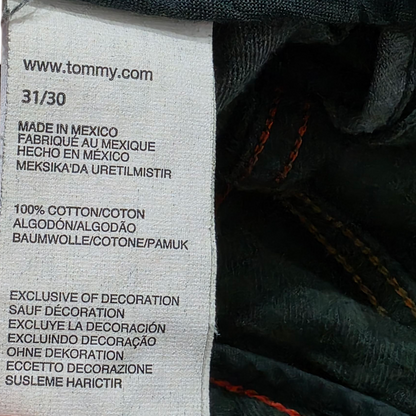 www.tommy.com
31/30
MADE IN MEXICO
FABRIQUÉ AU MEXIQUE
HECHO EN MÉXICO
MEKSIKA'DA URETILMISTIR
100% COTTON/COTON
ALGODÓN/ALGODÃO
BAUMWOLLE/COTONE/PAMUK
EXCLUSIVE OF DECORATION
SAUF DÉCORATION
EXCLUYE LA DECORACIÓN
EXCLUINDO DECORAÇÃO
OHNE DEKORATION
ECCETTO DECORAZIONE
SUSLEME HARICTIR